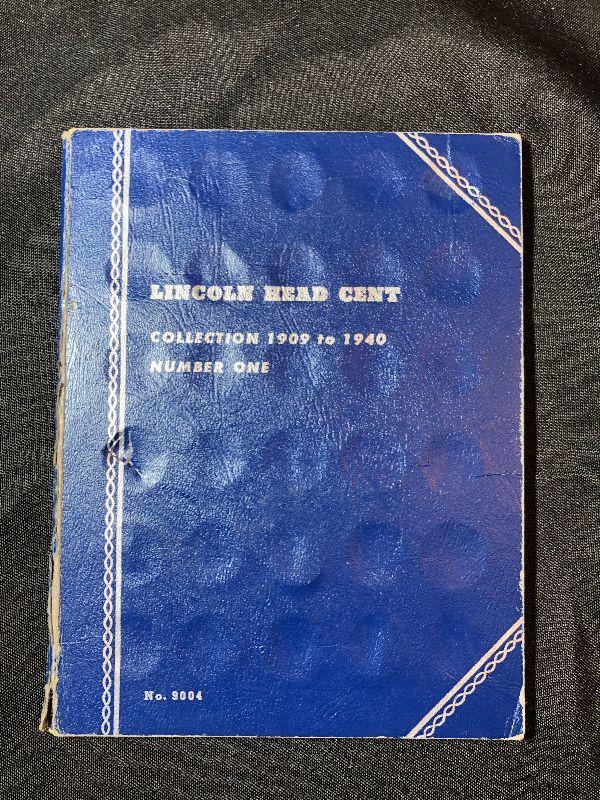 LINCOLN HEAD CENT
COLLECTION 1909 to 1940
NUMBER ONE
No. 9004